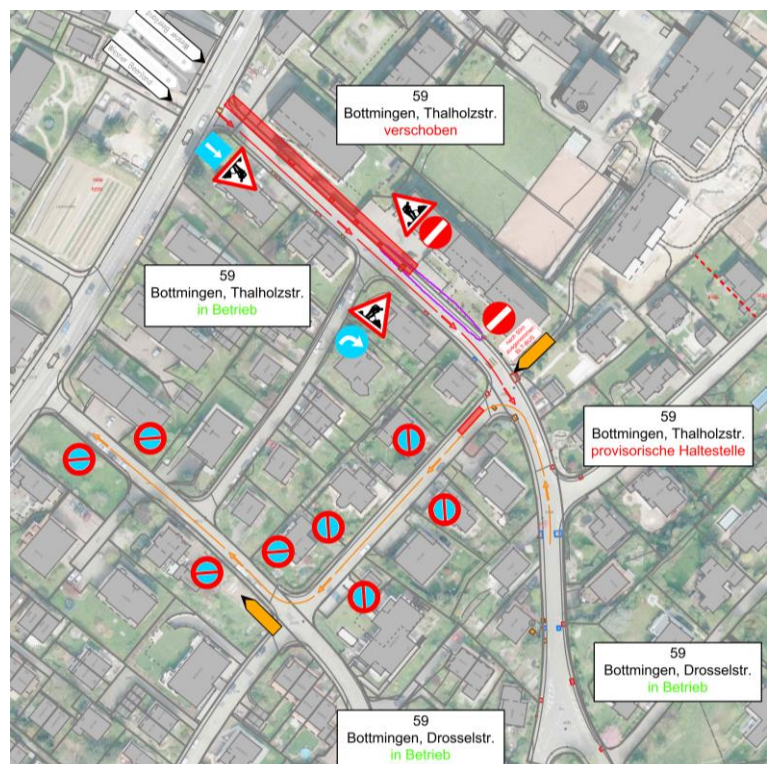 59
Bottmingen, Thalholzstr.
verschoben
59
Bottmingen, Thalholzstr.
in Betrieb
59
Bottmingen, Thalholzstr.
provisorische Haltestelle
59
Bottmingen, Drosselstr.
in Betrieb
59
Bottmingen, Drosselstr.
in Betrieb